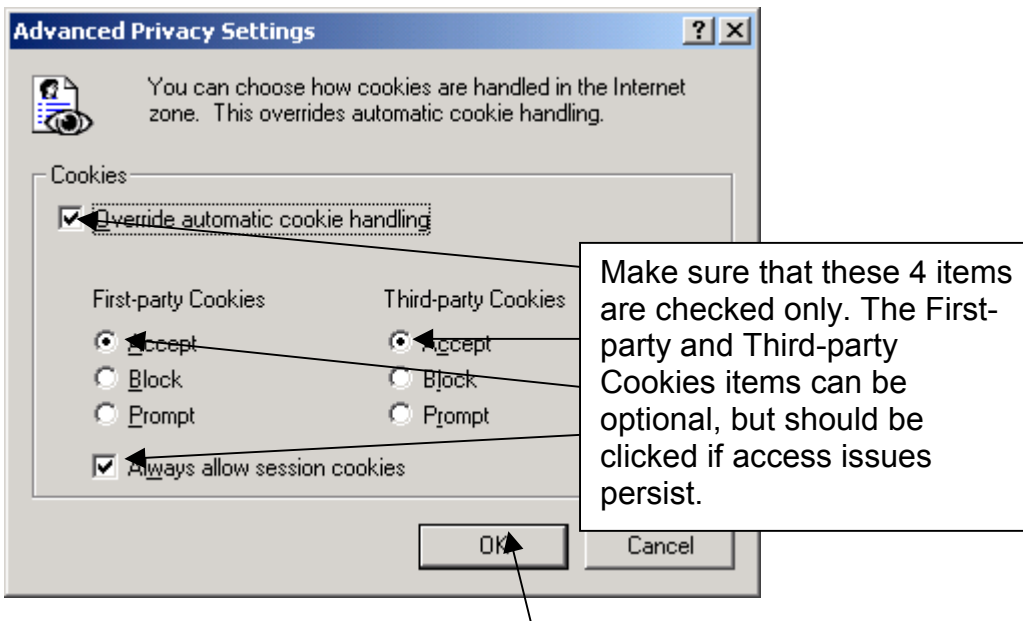 Advanced Privacy Settings
You can choose how cookies are handled in the Internet
zone. This overrides automatic cookie handling.
Cookies
Override automatic cookie handling
First-party Cookies
Third-party Cookies
Accept
Accept
Block
Block
Prompt
Prompt
Always allow session cookies
Make sure that these 4 items
are checked only. The First-
party and Third-party
Cookies items can be
optional, but should be
clicked if access issues
persist.
OK
Cancel